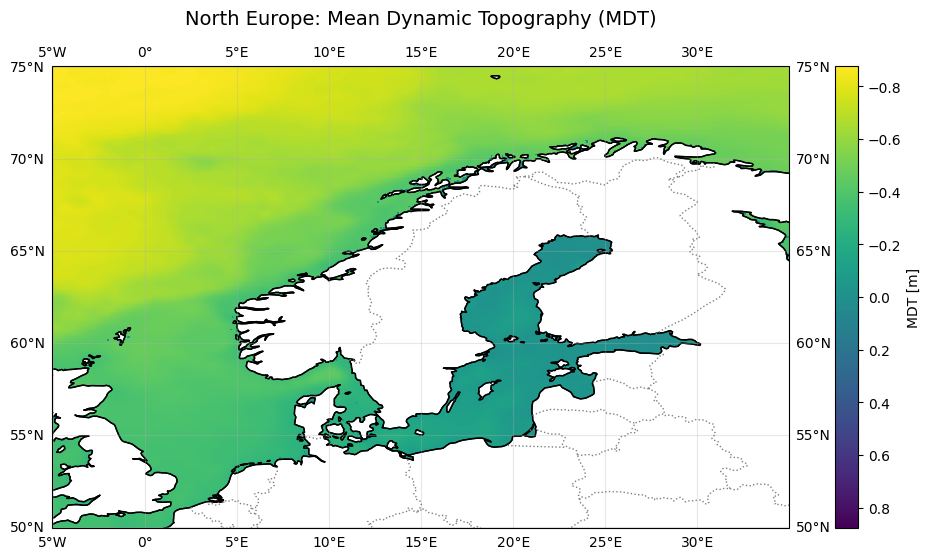 North Europe: Mean Dynamic Topography (MDT)
5°W 0° 5°E 10°E 15°E 20°E 25°E 30°E
75°N 75°N −0.8
−0.6
70°N 70°N
−0.4
65°N 65°N −0.2
0.0
MDT [m]
60°N 60°N 0.2
0.4
55°N 55°N
0.6
0.8
50°N 50°N
5°W 0° 5°E 10°E 15°E 20°E 25°E 30°E